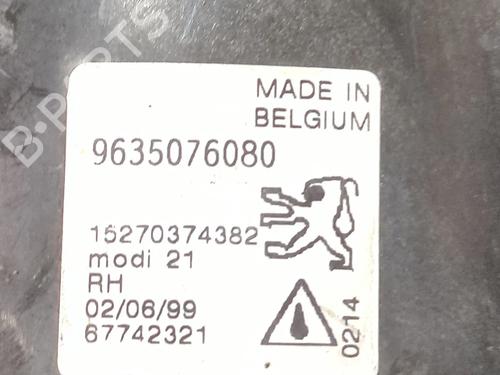 B-PARTS
MADE IN
BELGIUM
9635076080
15270374382
modi 21
RH
02/06/99
67742321
0214